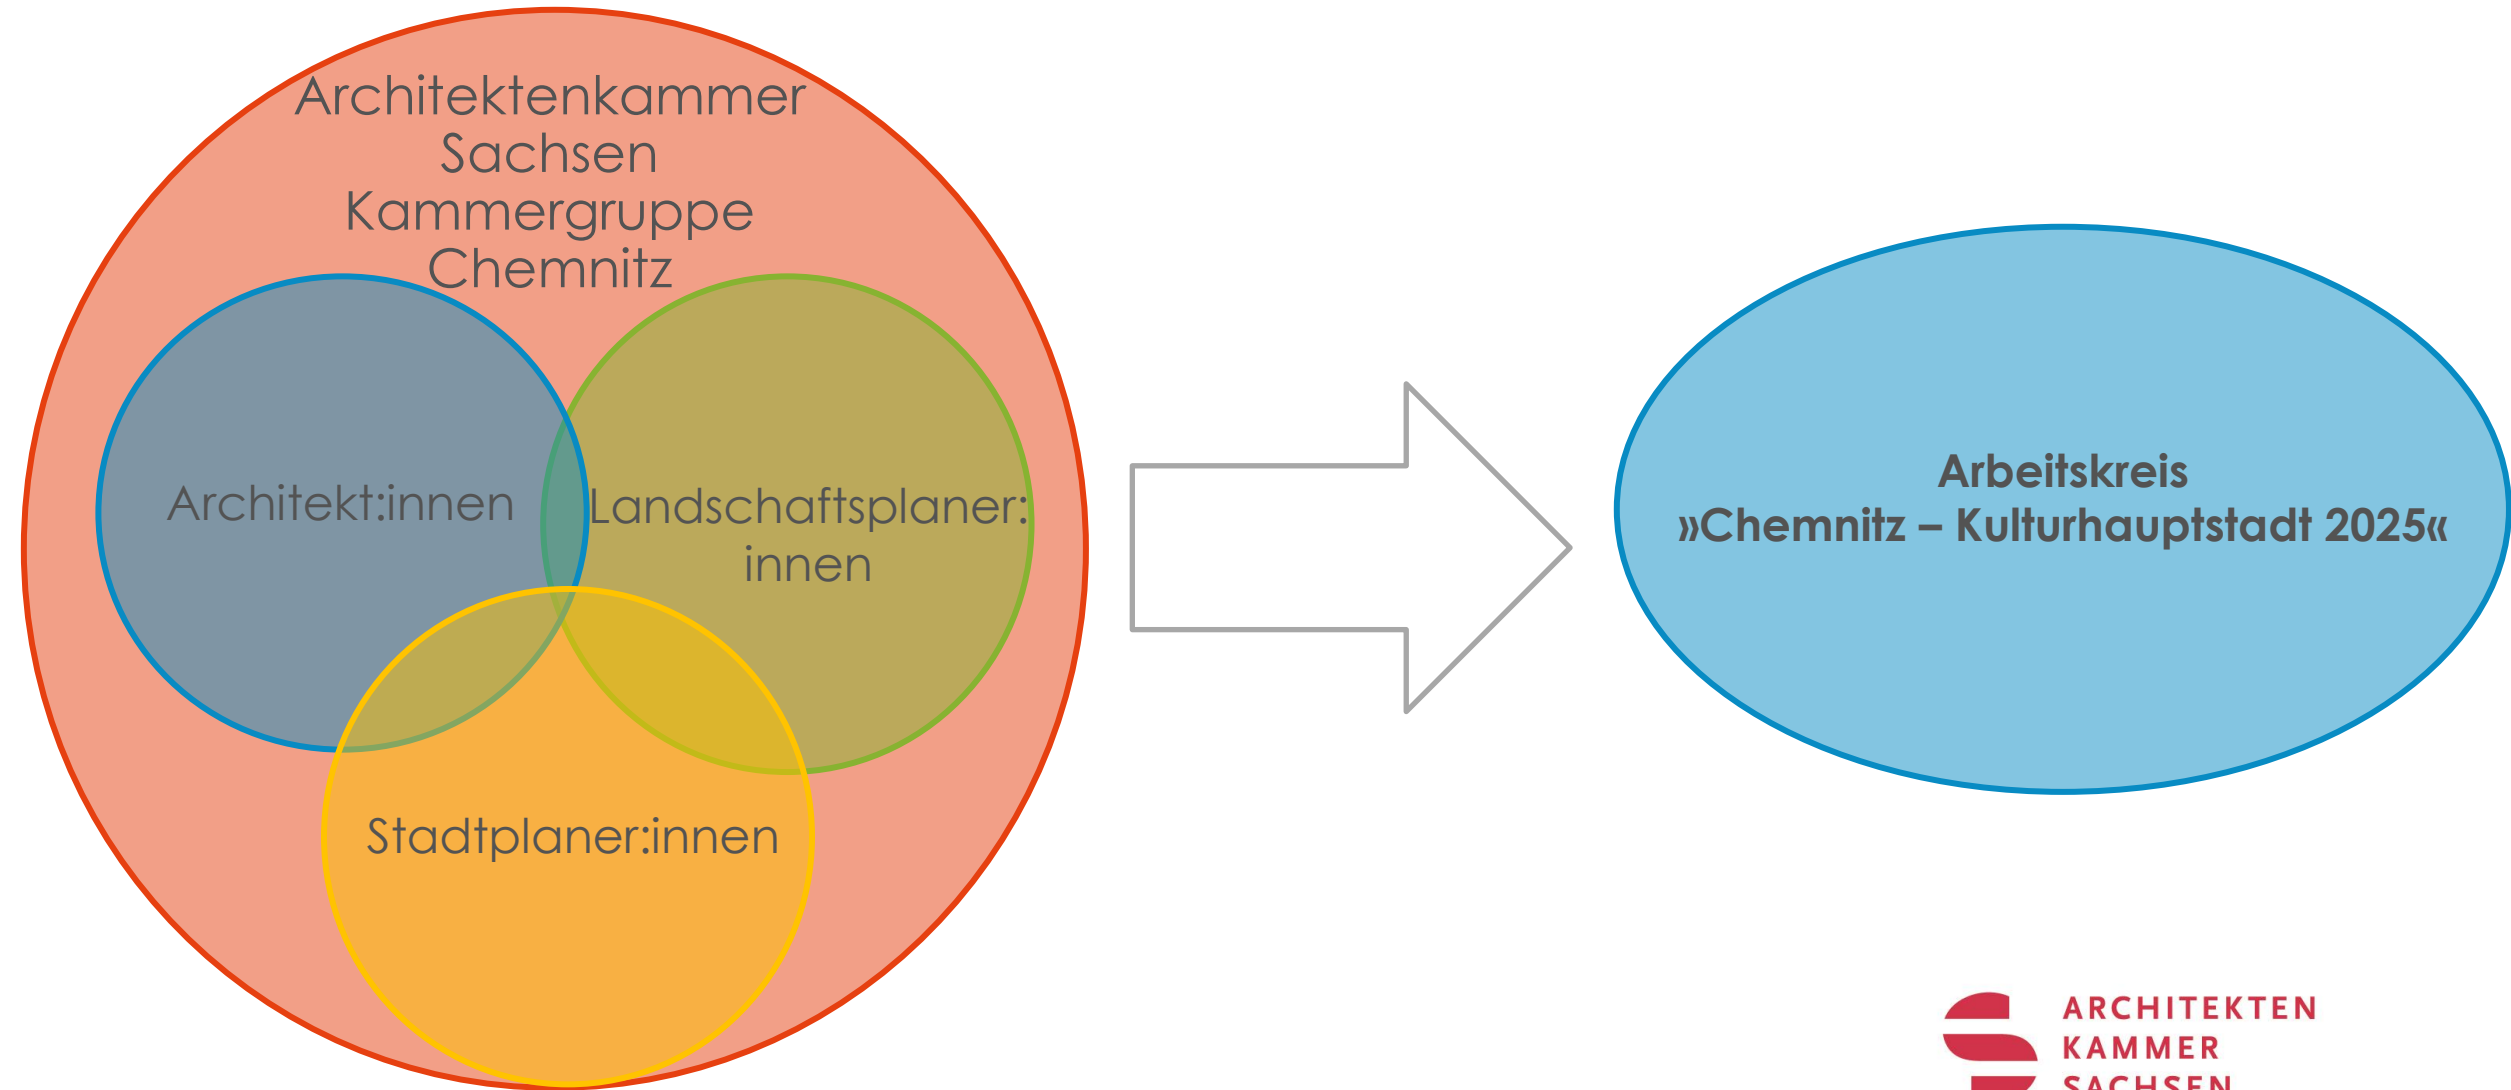 Architektenkammer
Sachsen
Kammergruppe
Chemnitz
Architekt:innen
Landschaftsplaner:
innen
Stadtplaner:innen
Arbeitskreis
»Chemnitz – Kulturhauptstadt 2025«
ARCHITEKTEN
KAMMER
SACHSEN